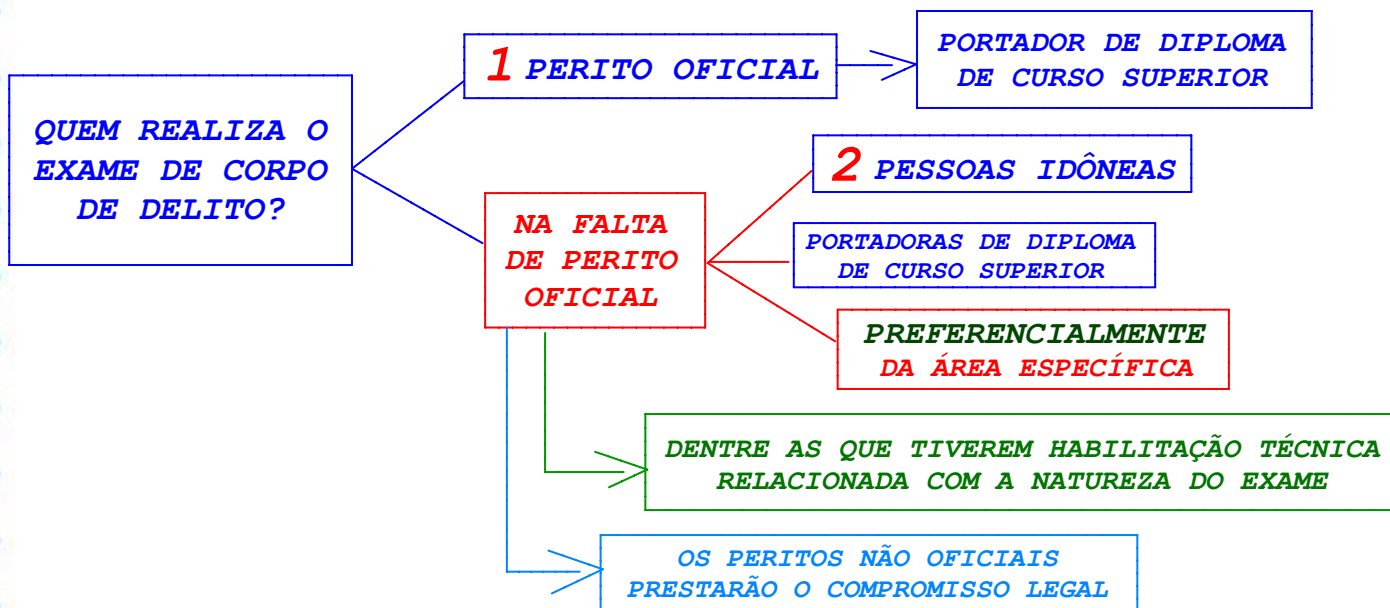 QUEM REALIZA O
EXAME DE CORPO
DE DELITO?
1 PERITO OFICIAL
PORTADOR DE DIPLOMA
DE CURSO SUPERIOR
NA FALTA
DE PERITO
OFICIAL
2 PESSOAS IDÔNEAS
PORTADORAS DE DIPLOMA
DE CURSO SUPERIOR
PREFERENCIALMENTE
DA ÁREA ESPECÍFICA
DENTRE AS QUE TIVEREM HABILITAÇÃO TÉCNICA
RELACIONADA COM A NATUREZA DO EXAME
OS PERITOS NÃO OFICIAIS
PRESTARÃO O COMPROMISSO LEGAL